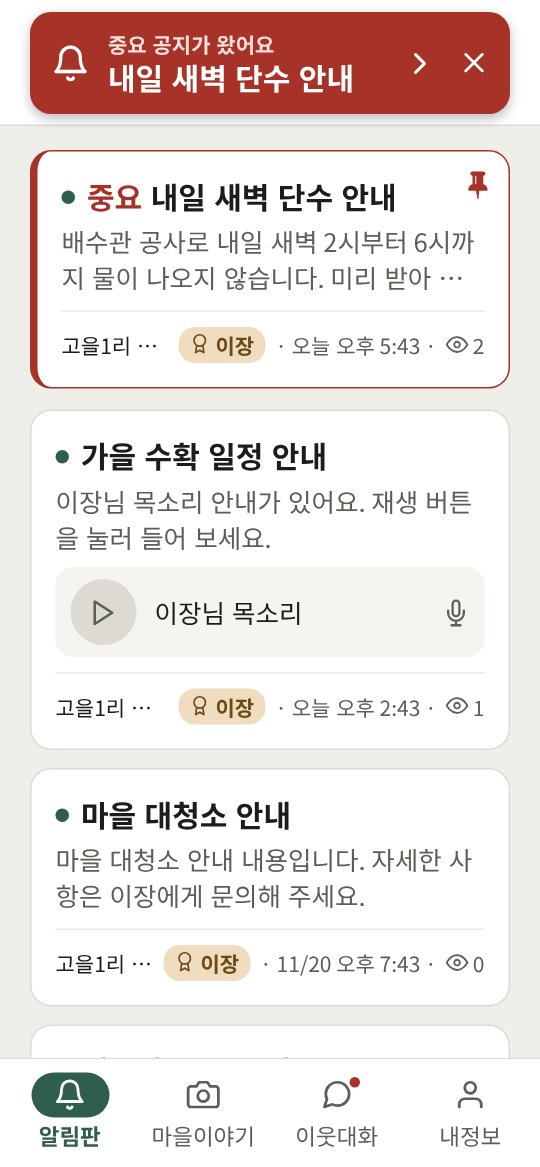 중요 공지가 왔어요
내일 새벽 단수 안내
중요 내일 새벽 단수 안내
배수관 공사로 내일 새벽 2시부터 6시까
지 물이 나오지 않습니다. 미리 받아 …
고을1리 … 이장 · 오늘 오후 5:43 · 2
가을 수확 일정 안내
이장님 목소리 안내가 있어요. 재생 버튼
을 눌러 들어 보세요.
이장님 목소리
고을1리 … 이장 · 오늘 오후 2:43 · 1
마을 대청소 안내
마을 대청소 안내 내용입니다. 자세한 사
항은 이장에게 문의해 주세요.
고을1리 … 이장 · 11/20 오후 7:43 · 0
알림판 마을이야기 이웃대화 내정보